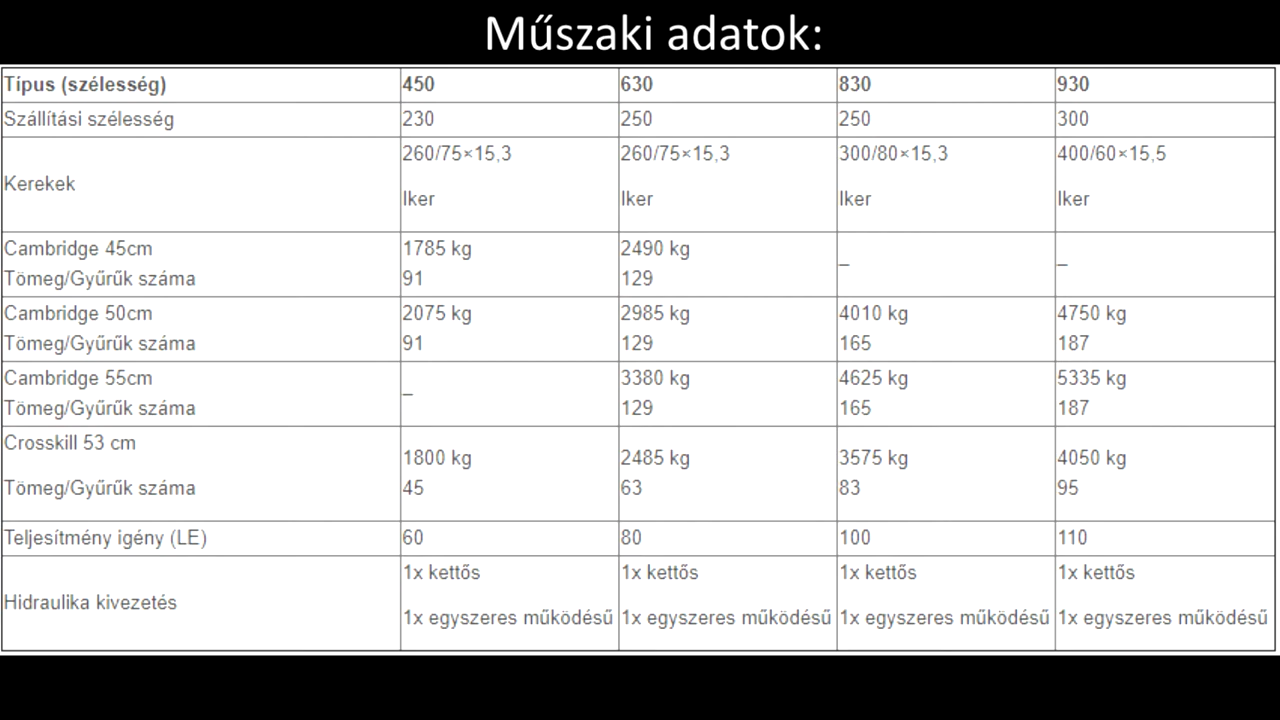 Műszaki adatok:
Típus (szélesség) 450 630 830 930
Szállítási szélesség 230 250 250 300
Kerekek
260/75×15,3 260/75×15,3 300/80×15,3 400/60×15,5
Iker Iker Iker Iker
Cambridge 45cm 1785 kg 2490 kg – –
Tömeg/Gyűrűk száma 91 129
Cambridge 50cm 2075 kg 2985 kg 4010 kg 4750 kg
Tömeg/Gyűrűk száma 91 129 165 187
Cambridge 55cm – 3380 kg 4625 kg 5335 kg
Tömeg/Gyűrűk száma 129 165 187
Crosskill 53 cm 1800 kg 2485 kg 3575 kg 4050 kg
Tömeg/Gyűrűk száma 45 63 83 95
Teljesítmény igény (LE) 60 80 100 110
Hidraulika kivezetés
1x kettős 1x kettős 1x kettős 1x kettős
1x egyszeres működésű 1x egyszeres működésű 1x egyszeres működésű 1x egyszeres működésű